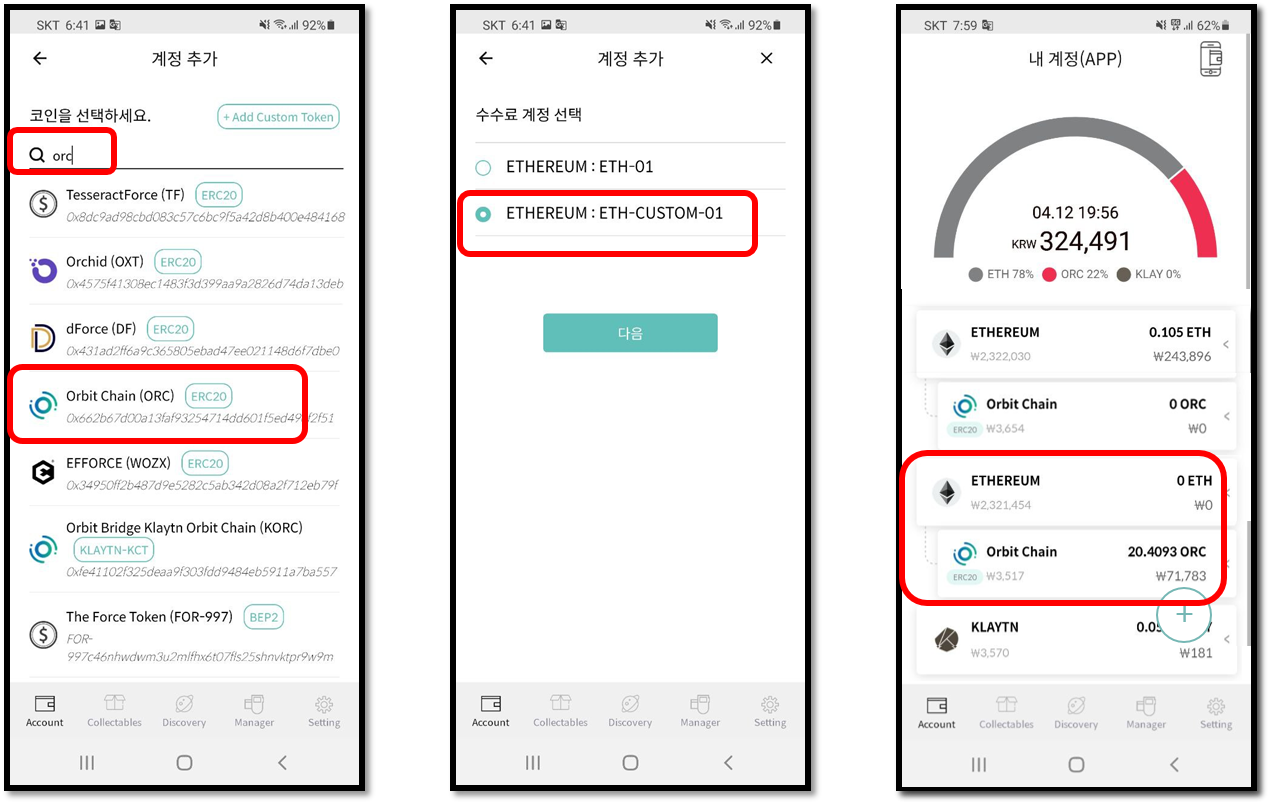 SKT 6:41
92%
계정 추가
코인을 선택하세요.
+ Add Custom Token
orc
TesseractForce (TF) ERC20
0x8dc9ad98cbd083c57c6bc9f5a42d8b400e484168
Orchid (OXT) ERC20
0x4575f41308ec1483f3d399aa9a2826d74da13deb
dForce (DF) ERC20
0x431ad2ff6a9c365805ebad47ee021148d6f7dbe0
Orbit Chain (ORC) ERC20
EFFORCE (WOZX) ERC20
0x34950ff2b487d9e5282c5ab342d08a2f712eb79f
Orbit Bridge Klaytn Orbit Chain (KORC)
KLAYTN-KCT
0xfe41102f325deaa9f303fdd9484eb5911a7ba557
The Force Token (FOR-997) BEP2
FOR-
997c46nhwdwm3u2mlfhx6t07fls25shnvktpr9w9m
Account
Collectables
Discovery
Manager
Setting
SKT 6:41
92%
계정 추가
수수료 계정 선택
ETHEREUM : ETH-01
ETHEREUM : ETH-CUSTOM-01
다음
Account
Collectables
Discovery
Manager
Setting
SKT 7:59
62%
내 계정(APP)
04.12 19:56
KRW 324,491
ETH 78%
ORC 22%
KLAY 0%
ETHEREUM 0.105 ETH
₩2,322,030 ₩243,896
Orbit Chain 0 ORC
ERC20 ₩3,654 ₩0
ETHEREUM 0 ETH
₩2,321,454 ₩0
Orbit Chain 20.4093 ORC
ERC20 ₩3,517 ₩71,783
KLAYTN
₩3,570 ₩181
Account
Collectables
Discovery
Manager
Setting